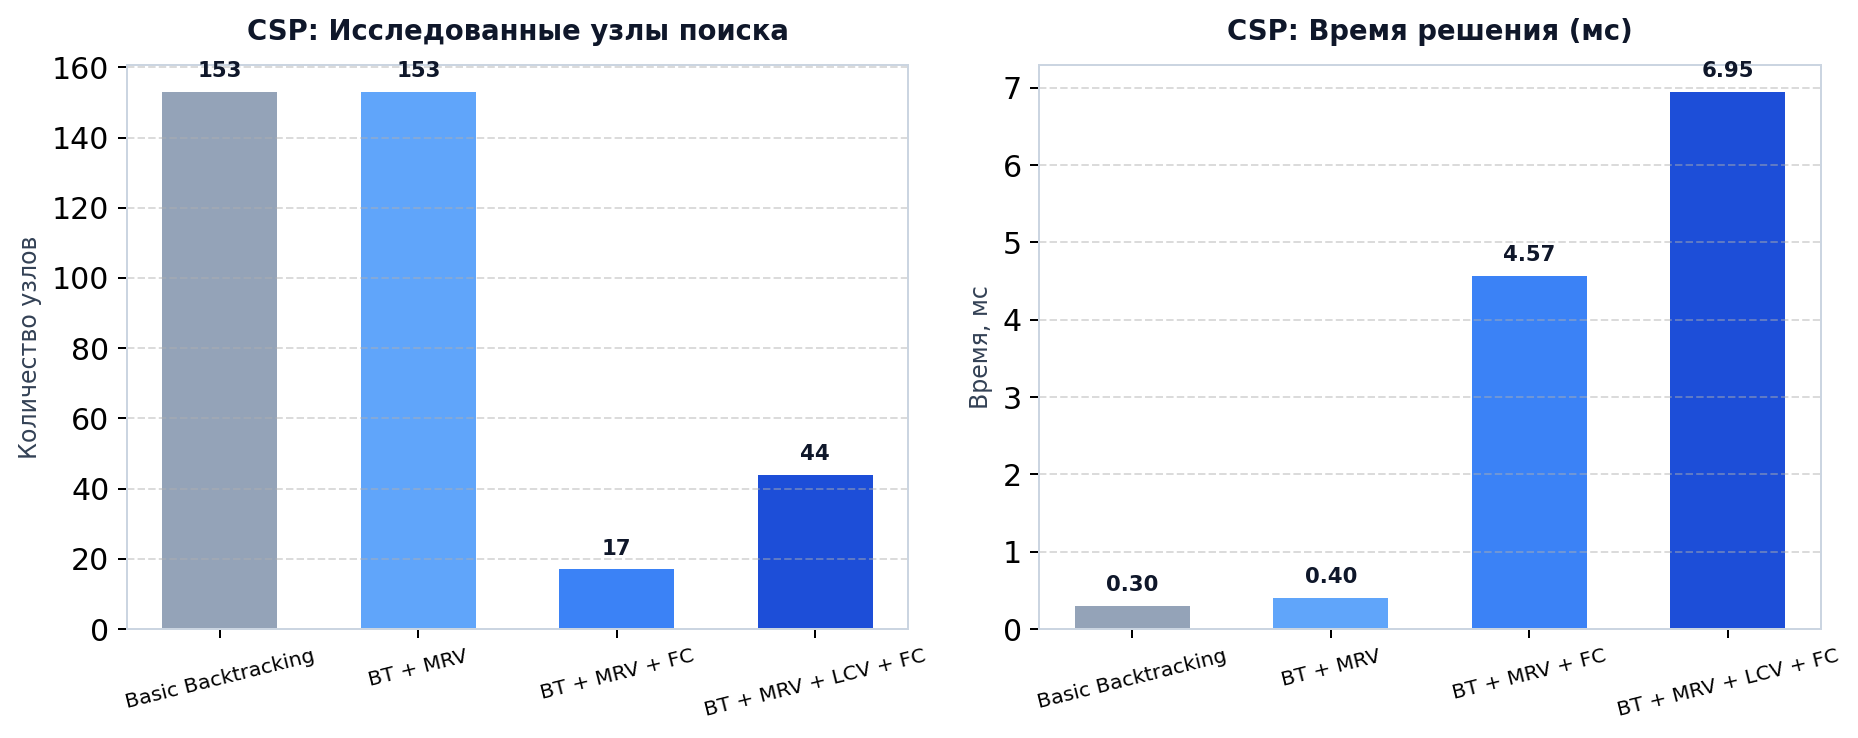 CSP: Исследованные узлы поиска
Количество узлов
160
140
120
100
80
60
40
20
0
153
153
17
44
Basic Backtracking
BT + MRV
BT + MRV + FC
BT + MRV + LCV + FC
CSP: Время решения (мс)
Время, мс
7
6
5
4
3
2
1
0
0.30
0.40
4.57
6.95
Basic Backtracking
BT + MRV
BT + MRV + FC
BT + MRV + LCV + FC